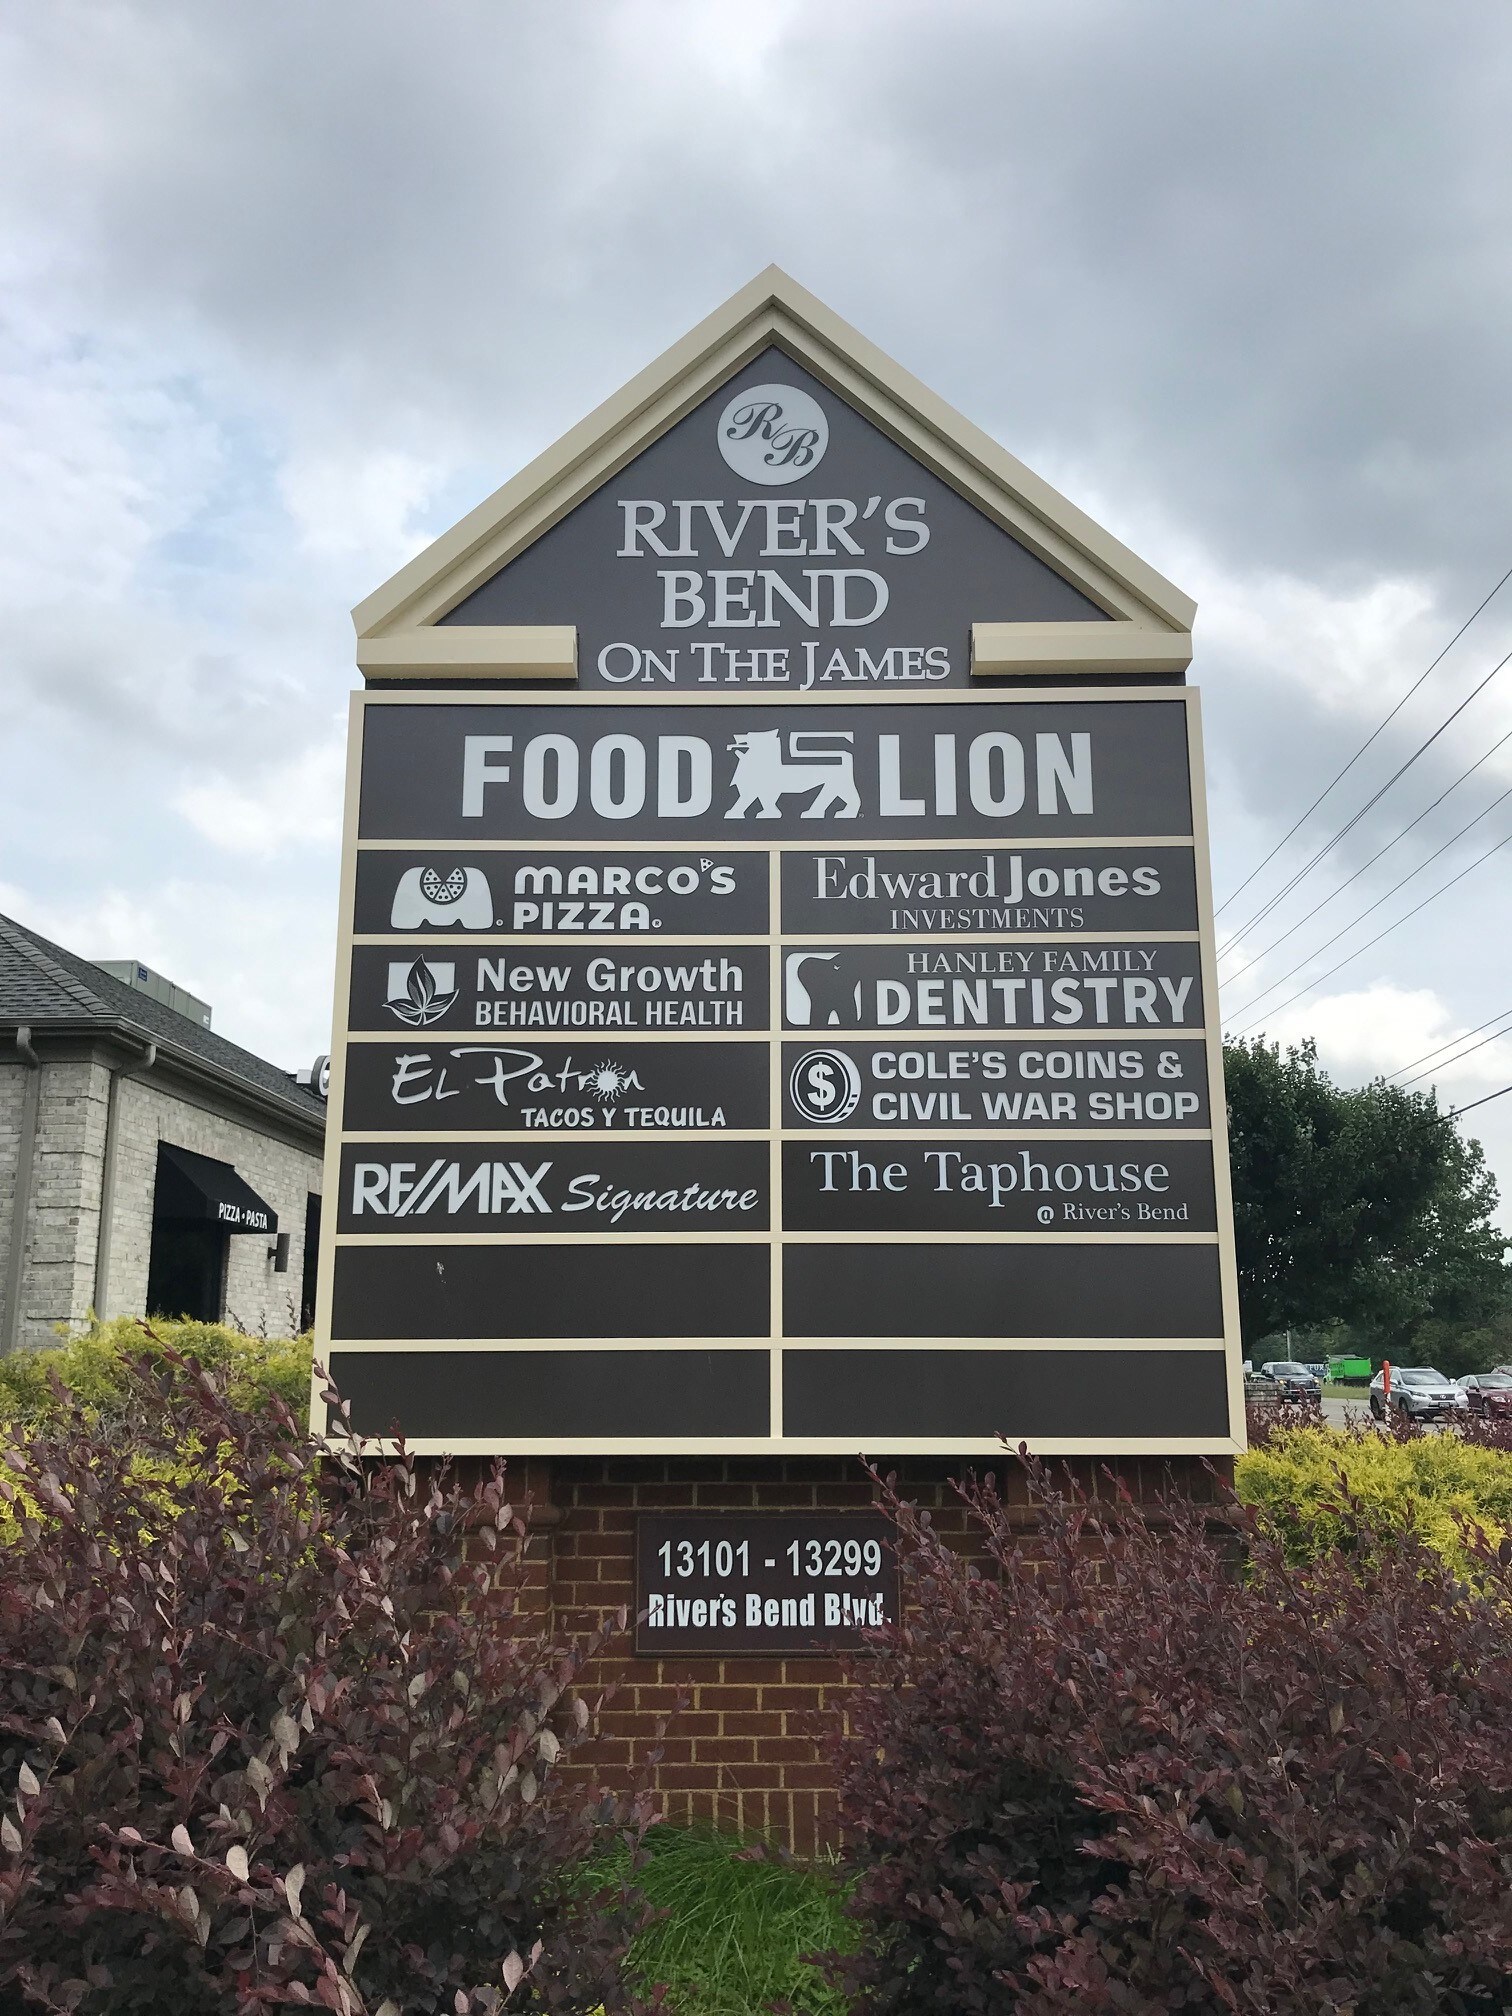 R/B
RIVER'S
BEND
ON THE JAMES
FOOD LION
MARCO'S
PIZZA
Edward Jones
INVESTMENTS
New Growth
BEHAVIORAL HEALTH
HANLEY FAMILY
DENTISTRY
EL Patron
TACOS Y TEQUILA
$
COLE'S COINS &
CIVIL WAR SHOP
RE/MAX Signature
The Taphouse
@ River's Bend
PIZZA • PASTA
13101 - 13299
River's Bend Blvd.